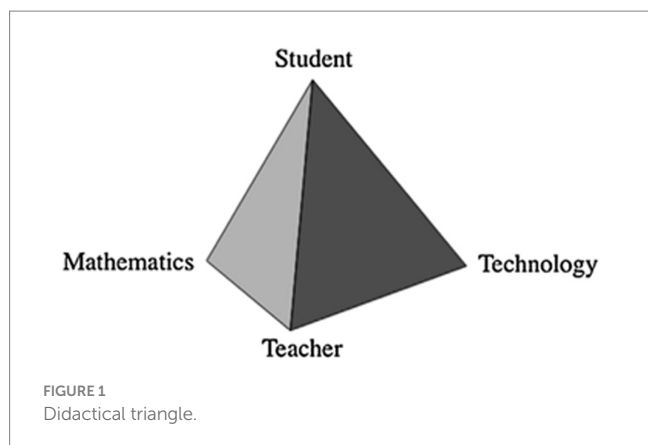 Student
Mathematics
Technology
Teacher
FIGURE 1
Didactical triangle.